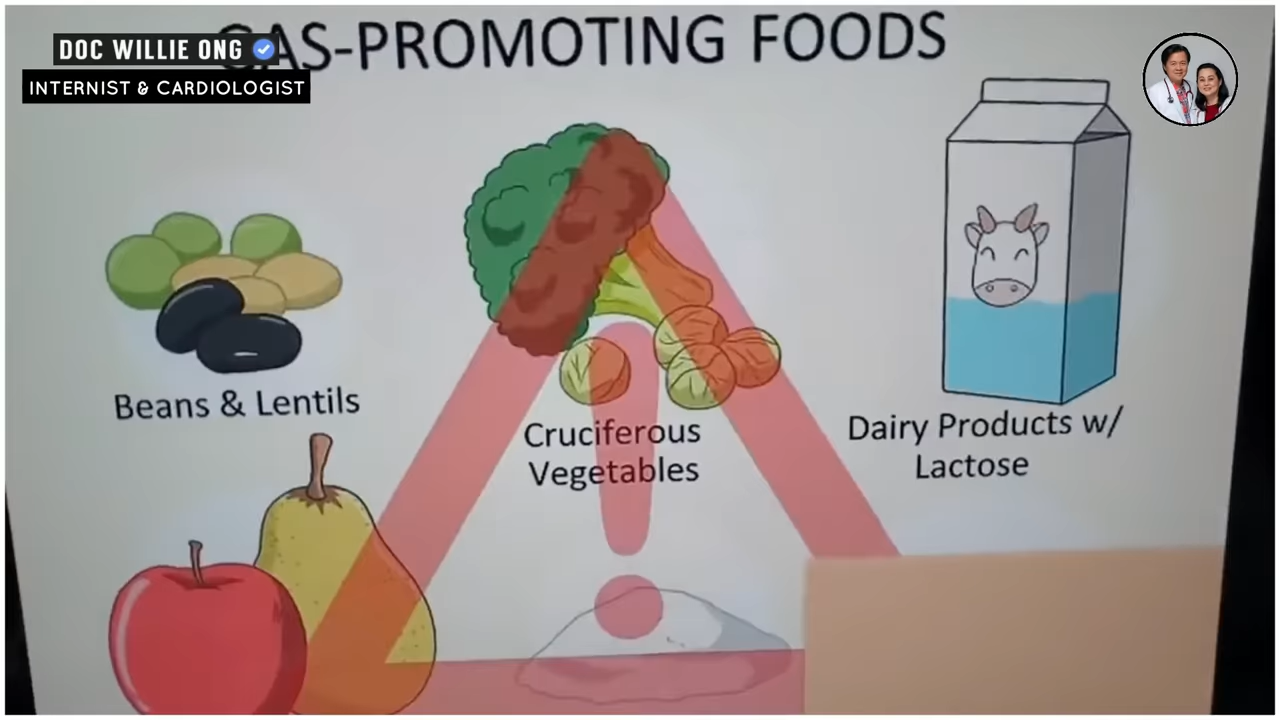 GAS-PROMOTING FOODS
DOC WILLIE ONG
INTERNIST & CARDIOLOGIST
Beans & Lentils
Cruciferous
Vegetables
Dairy Products w/
Lactose